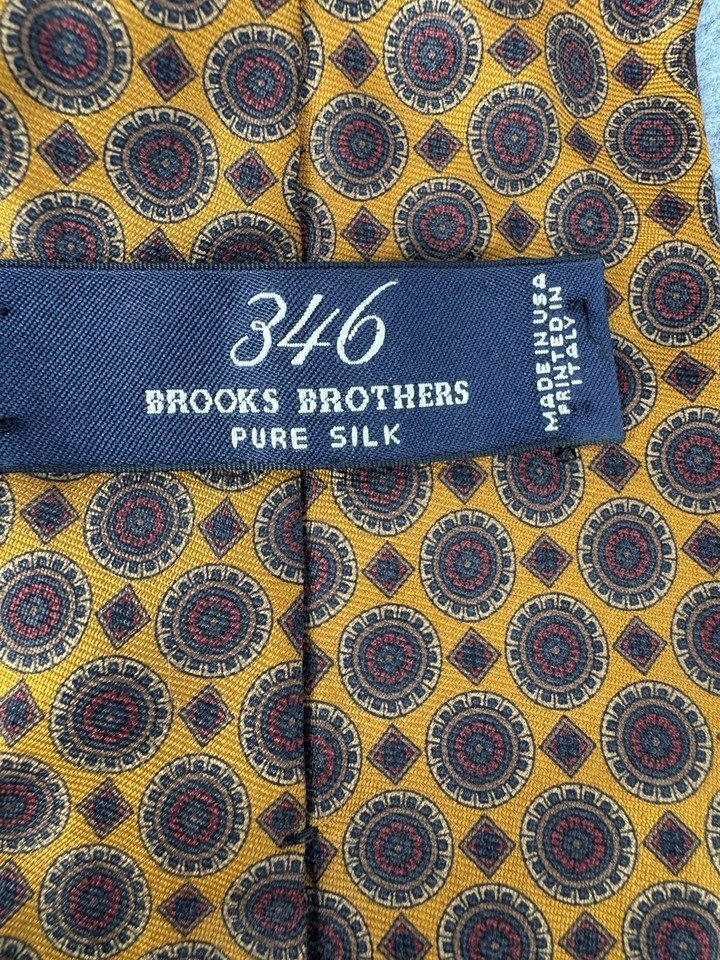 346
BROOKS BROTHERS
PURE SILK
MADE IN USA
PRINTED IN
ITALY